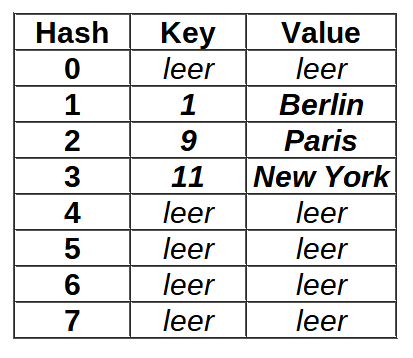 Hash Key Value
0 leer leer
1 1 Berlin
2 9 Paris
3 11 New York
4 leer leer
5 leer leer
6 leer leer
7 leer leer